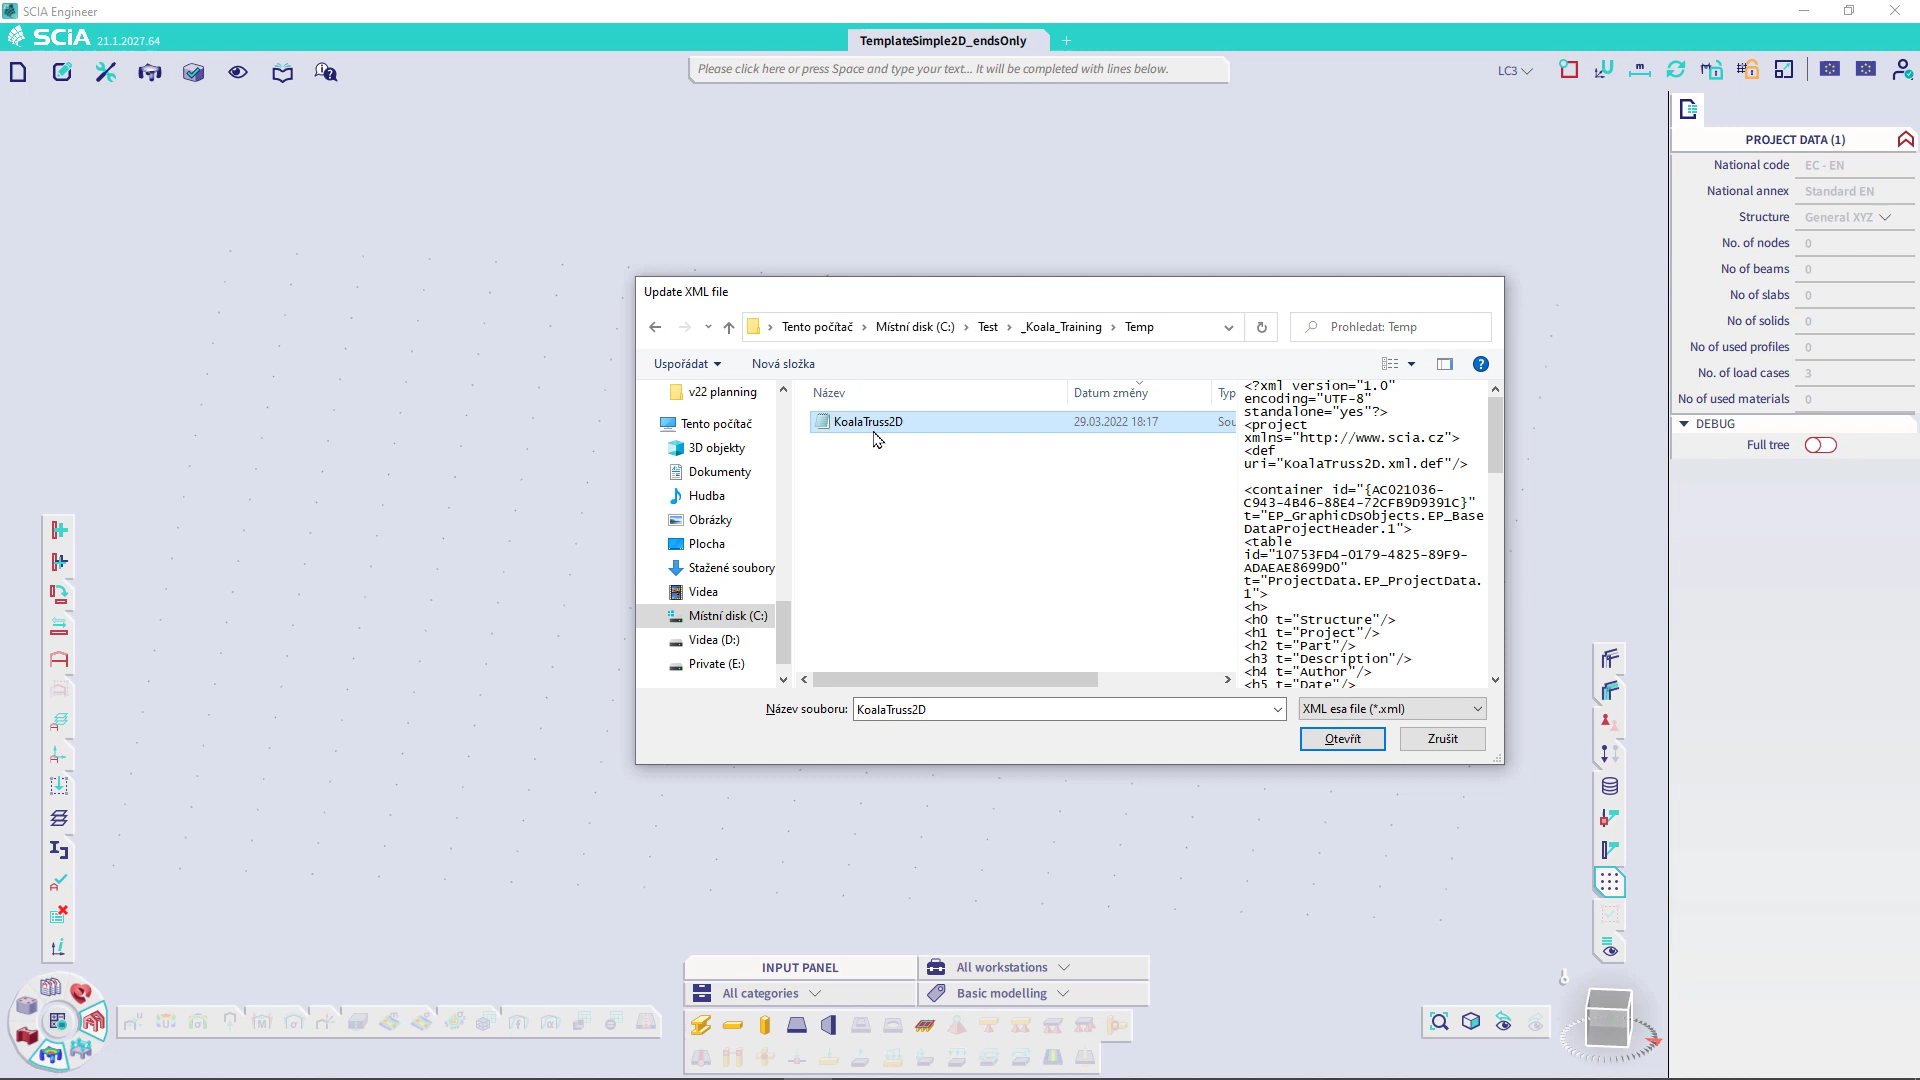 SCIA Engineer
SCiA 21.1.2027.64
TemplateSimple2D_endsOnly
Please click here or press Space and type your text... It will be completed with lines below.
LC3
PROJECT DATA (1)
National code EC - EN
National annex Standard EN
Structure General XYZ
No. of nodes 0
No of beams 0
No of slabs 0
No of solids 0
No of used profiles 0
No. of load cases 3
No of used materials 0
DEBUG
Full tree
Update XML file
Tento počítač › Místní disk (C:) › Test › _Koala_Training › Temp
Prohledat: Temp
Uspořádat
Nová složka
v22 planning
Tento počítač
3D objekty
Dokumenty
Hudba
Obrázky
Plocha
Stažené soubory
Videa
Místní disk (C:)
Videa (D:)
Private (E:)
Název Datum změny Typ
KoalaTruss2D 29.03.2022 18:17 Sou
<?xml version="1.0"
encoding="UTF-8"
standalone="yes"?>
<project
xmlns="http://www.scia.cz">
<def
uri="KoalaTruss2D.xml.def"/>
<container id="{AC021036-
C943-4B46-88E4-72CFB9D9391C}"
t="EP_GraphicDsObjects.EP_Base
DataProjectHeader.1">
<table
id="10753FD4-0179-4825-89F9-
ADAEAE8699D0"
t="ProjectData.EP_ProjectData.
1">
<h>
<h0 t="Structure"/>
<h1 t="Project"/>
<h2 t="Part"/>
<h3 t="Description"/>
<h4 t="Author"/>
<h5 t="Date"/>
Název souboru: KoalaTruss2D
XML esa file (*.xml)
Otevřít
Zrušit
INPUT PANEL
All workstations
All categories
Basic modelling